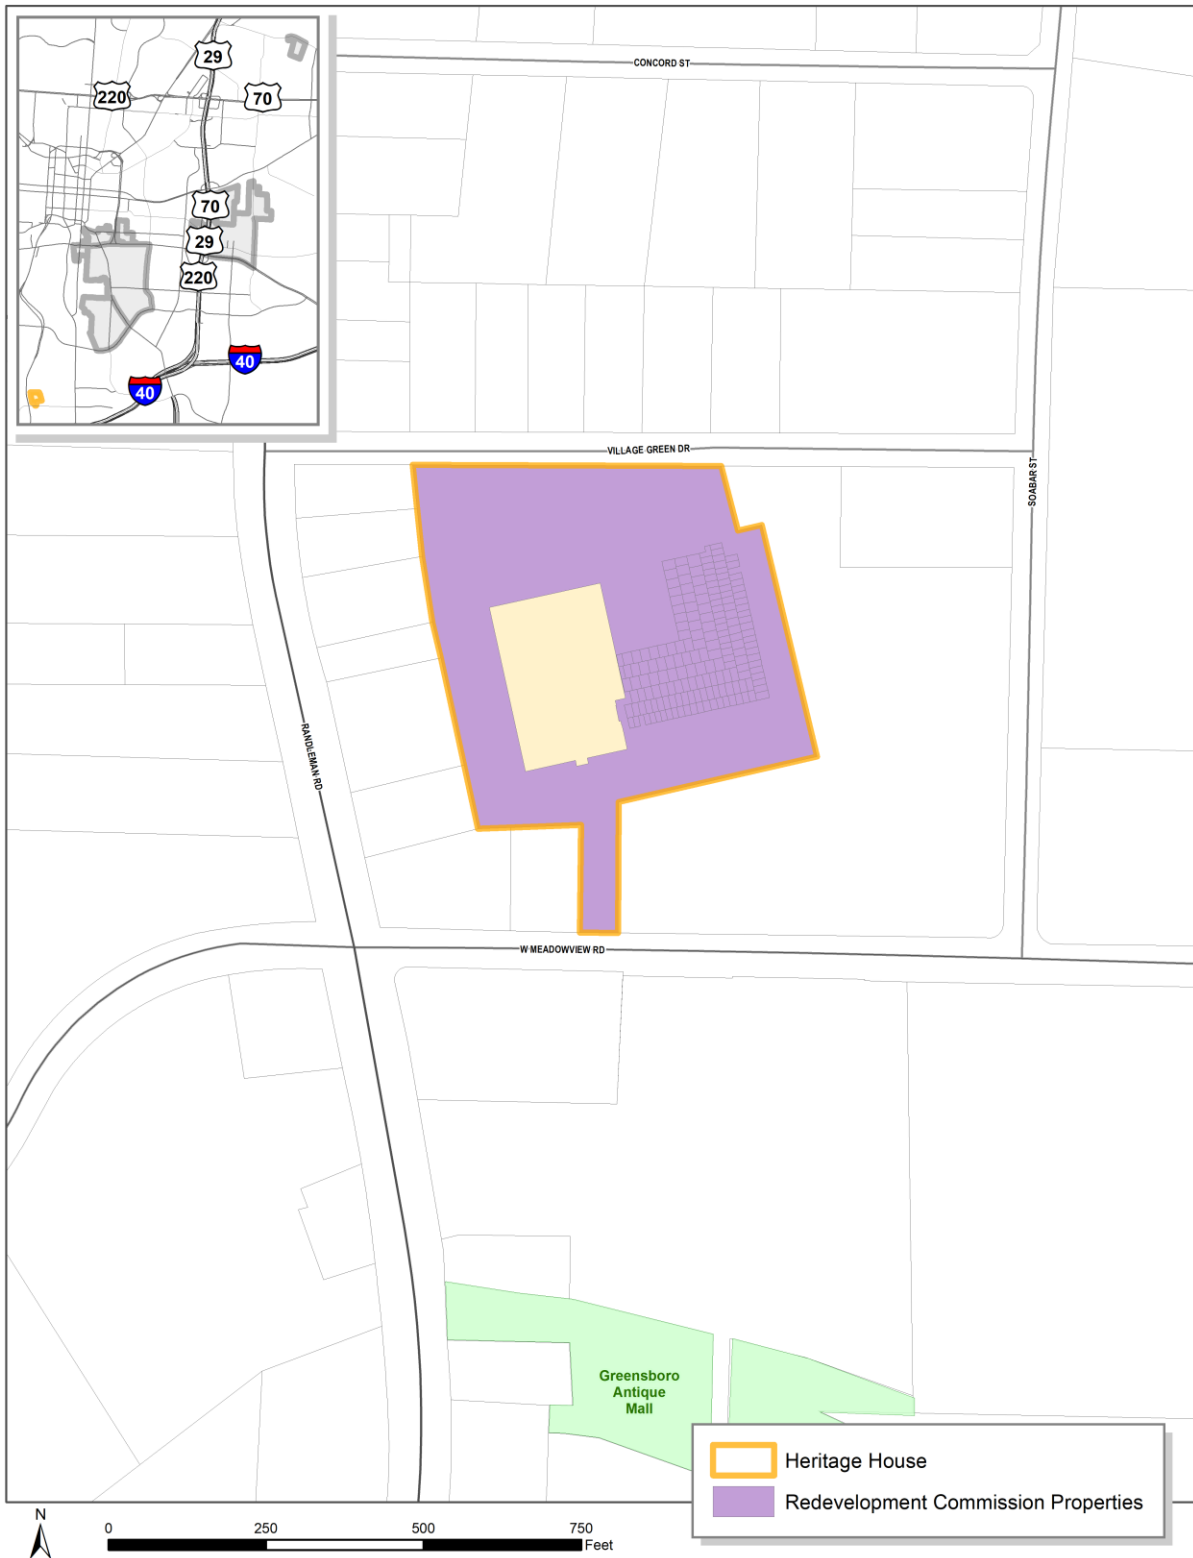 29
220
70
70
29
220
40
40
CONCORD ST
VILLAGE GREEN DR
SOABAR ST
RANDLEMAN RD
W MEADOWVIEW RD
Greensboro
Antique
Mall
Heritage House
Redevelopment Commission Properties
N
0 250 500 750
Feet